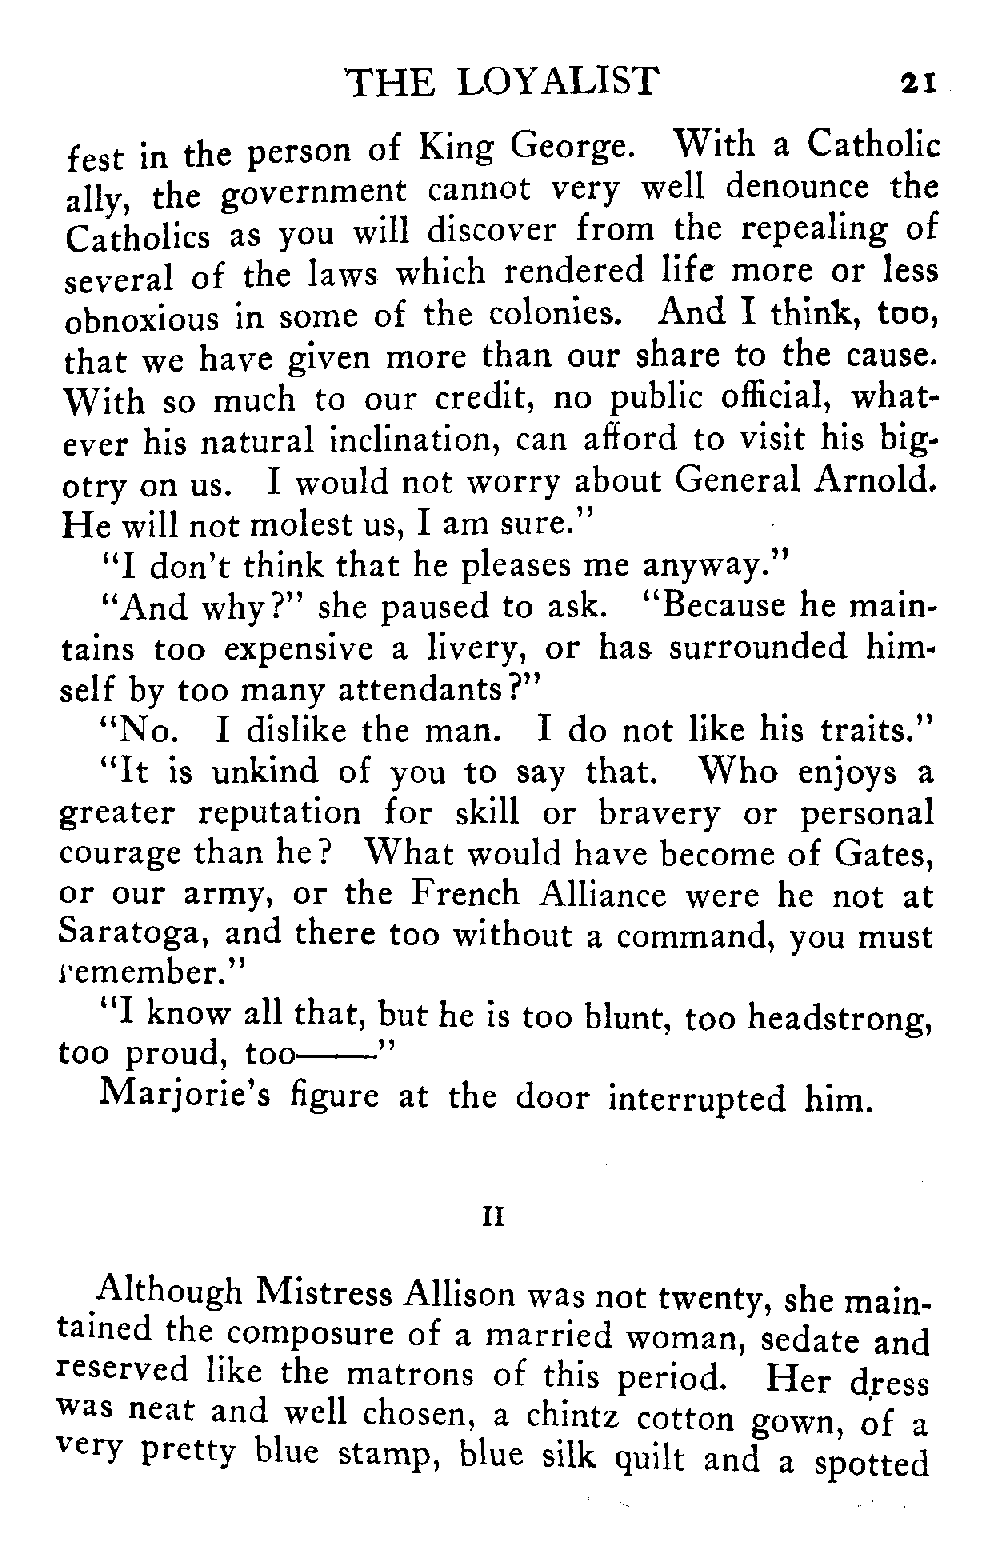 THE LOYALIST 21
fest in the person of King George. With a Catholic
ally, the government cannot very well denounce the
Catholics as you will discover from the repealing of
several of the laws which rendered life more or less
obnoxious in some of the colonies. And I think, too,
that we have given more than our share to the cause.
With so much to our credit, no public official, what-
ever his natural inclination, can afford to visit his big-
otry on us. I would not worry about General Arnold.
He will not molest us, I am sure."
"I don't think that he pleases me anyway."
"And why?" she paused to ask. "Because he main-
tains too expensive a livery, or has surrounded him-
self by too many attendants?"
"No. I dislike the man. I do not like his traits."
"It is unkind of you to say that. Who enjoys a
greater reputation for skill or bravery or personal
courage than he? What would have become of Gates,
or our army, or the French Alliance were he not at
Saratoga, and there too without a command, you must
remember."
"I know all that, but he is too blunt, too headstrong,
too proud, too——"
Marjorie's figure at the door interrupted him.
II
Although Mistress Allison was not twenty, she main-
tained the composure of a married woman, sedate and
reserved like the matrons of this period. Her dress
was neat and well chosen, a chintz cotton gown, of a
very pretty blue stamp, blue silk quilt and a spotted